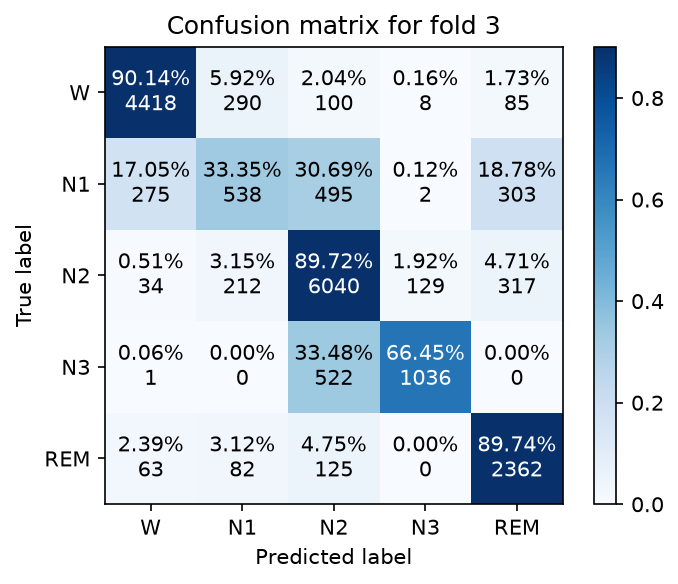 Confusion matrix for fold 3
True label
W
90.14% 5.92% 2.04% 0.16% 1.73%
4418 290 100 8 85
N1
17.05% 33.35% 30.69% 0.12% 18.78%
275 538 495 2 303
N2
0.51% 3.15% 89.72% 1.92% 4.71%
34 212 6040 129 317
N3
0.06% 0.00% 33.48% 66.45% 0.00%
1 0 522 1036 0
REM
2.39% 3.12% 4.75% 0.00% 89.74%
63 82 125 0 2362
W N1 N2 N3 REM
Predicted label
0.8
0.6
0.4
0.2
0.0